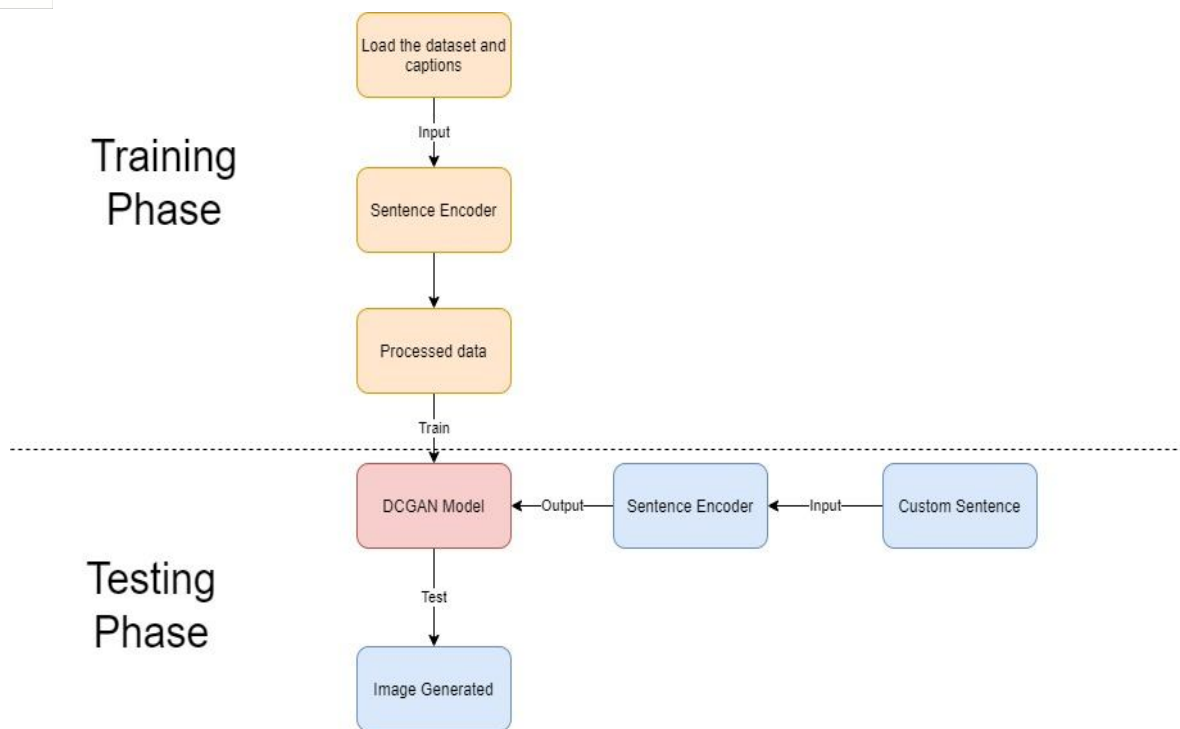 Load the dataset and
captions
Input
Training
Phase
Sentence Encoder
Processed data
Train
DCGAN Model
Output
Sentence Encoder
Input
Custom Sentence
Testing
Phase
Test
Image Generated